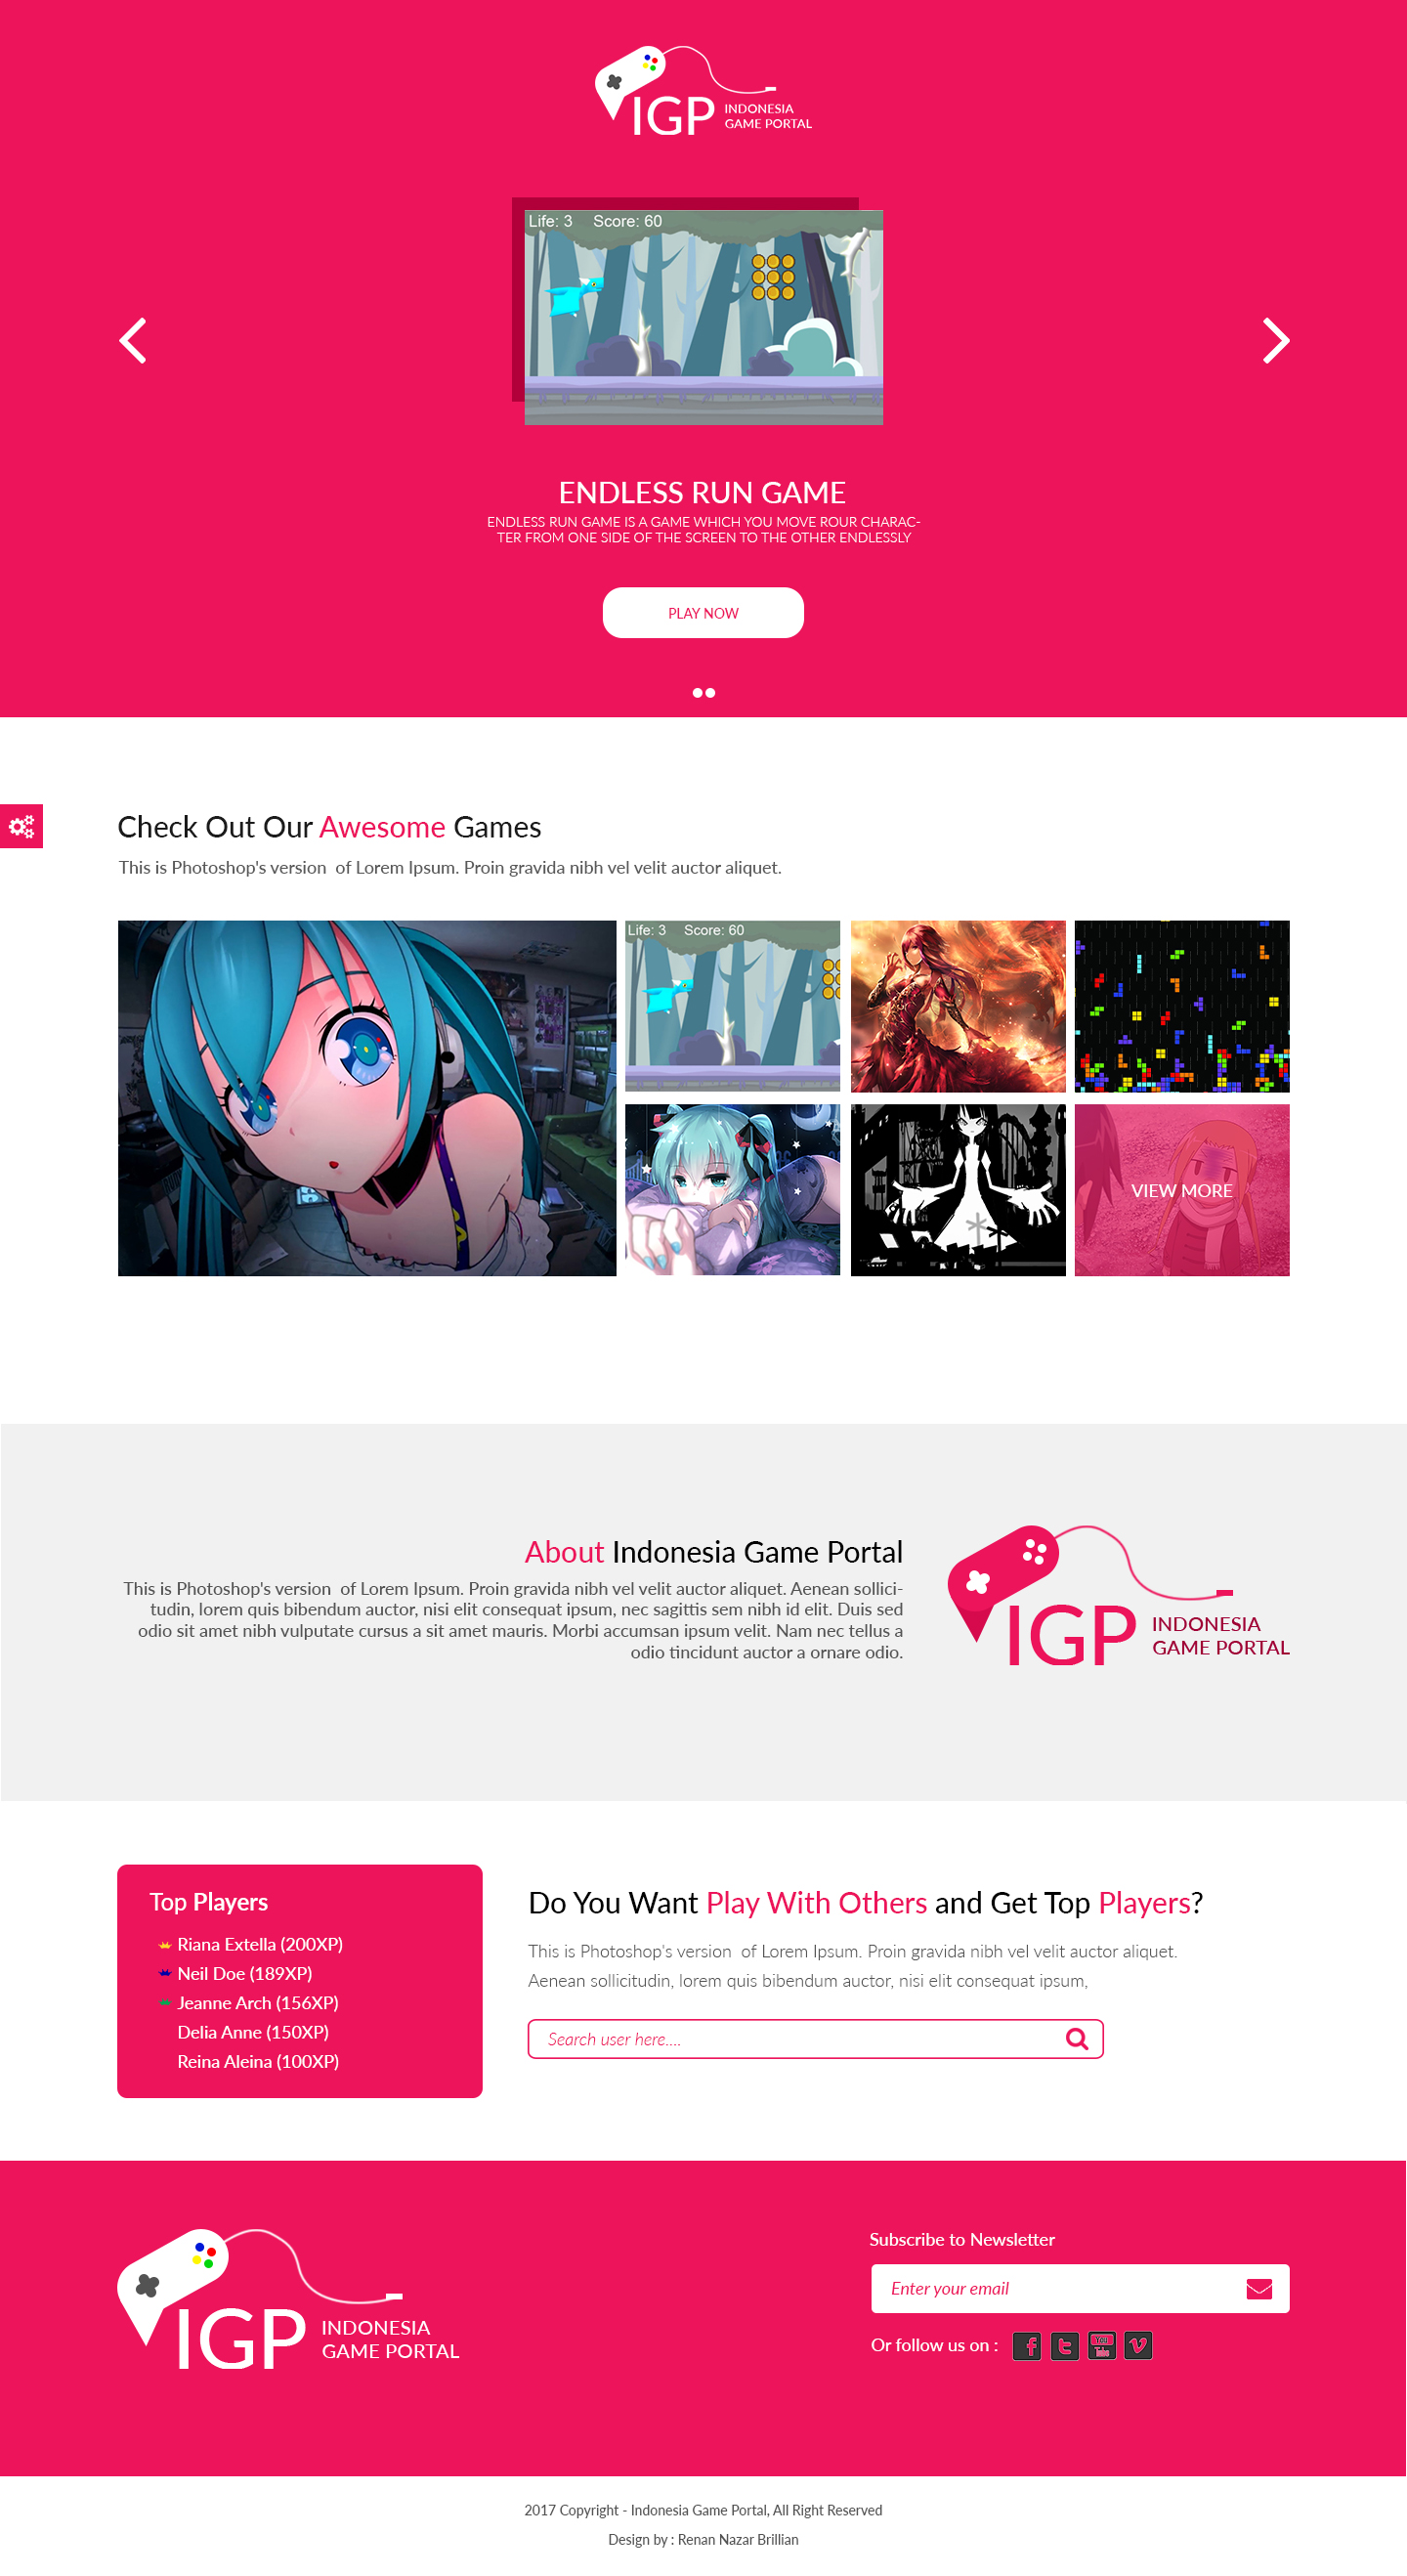 IGP
INDONESIA
GAME PORTAL
Life: 3 Score: 60
ENDLESS RUN GAME
ENDLESS RUN GAME IS A GAME WHICH YOU MOVE ROUR CHARAC-
TER FROM ONE SIDE OF THE SCREEN TO THE OTHER ENDLESSLY
PLAY NOW
Check Out Our Awesome Games
This is Photoshop's version of Lorem Ipsum. Proin gravida nibh vel velit auctor aliquet.
Life: 3 Score: 60
VIEW MORE
About Indonesia Game Portal
This is Photoshop's version of Lorem Ipsum. Proin gravida nibh vel velit auctor aliquet. Aenean sollici-
tudin, lorem quis bibendum auctor, nisi elit consequat ipsum, nec sagittis sem nibh id elit. Duis sed
odio sit amet nibh vulputate cursus a sit amet mauris. Morbi accumsan ipsum velit. Nam nec tellus a
odio tincidunt auctor a ornare odio.
IGP
INDONESIA
GAME PORTAL
Top Players
Riana Extella (200XP)
Neil Doe (189XP)
Jeanne Arch (156XP)
Delia Anne (150XP)
Reina Aleina (100XP)
Do You Want Play With Others and Get Top Players?
This is Photoshop's version of Lorem Ipsum. Proin gravida nibh vel velit auctor aliquet.
Aenean sollicitudin, lorem quis bibendum auctor, nisi elit consequat ipsum,
Search user here....
IGP
INDONESIA
GAME PORTAL
Subscribe to Newsletter
Enter your email
Or follow us on :
You
Tube
2017 Copyright - Indonesia Game Portal, All Right Reserved
Design by : Renan Nazar Brillian